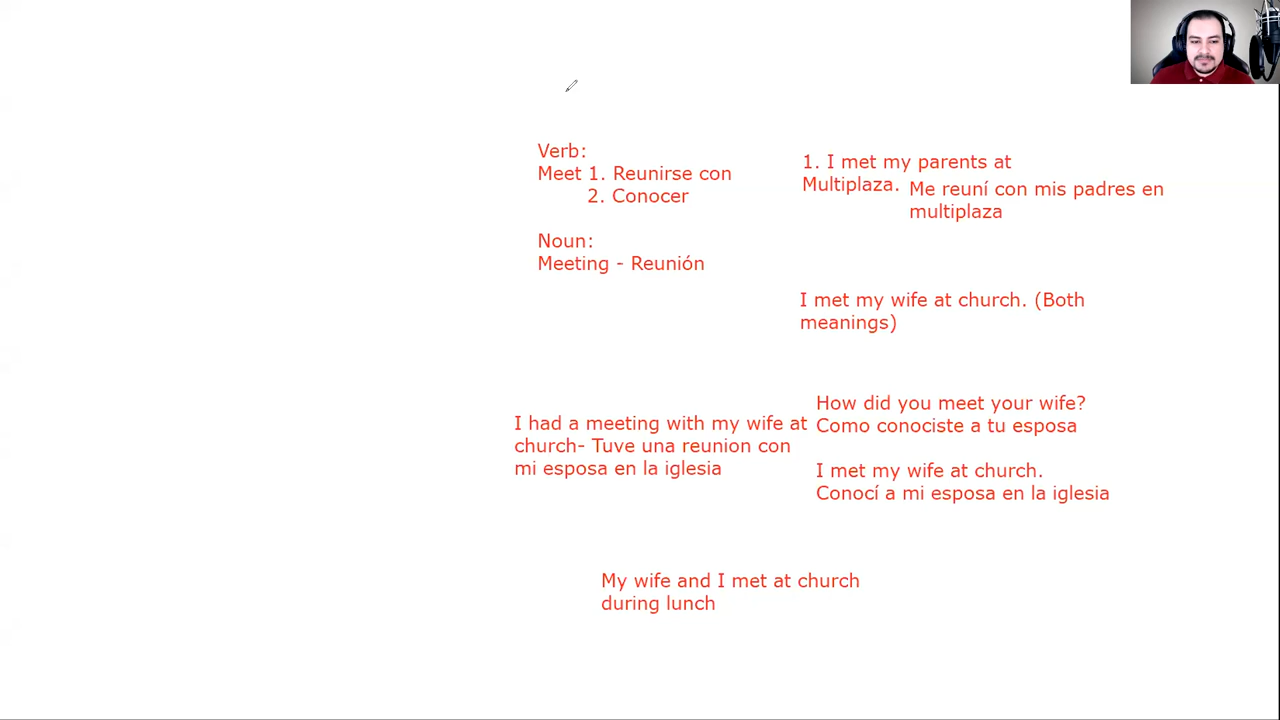 Verb:
Meet 1. Reunirse con
2. Conocer
Noun:
Meeting - Reunión
1. I met my parents at
Multiplaza.
Me reuní con mis padres en
multiplaza
I met my wife at church. (Both
meanings)
How did you meet your wife?
Como conociste a tu esposa
I met my wife at church.
Conocí a mi esposa en la iglesia
I had a meeting with my wife at
church- Tuve una reunion con
mi esposa en la iglesia
My wife and I met at church
during lunch